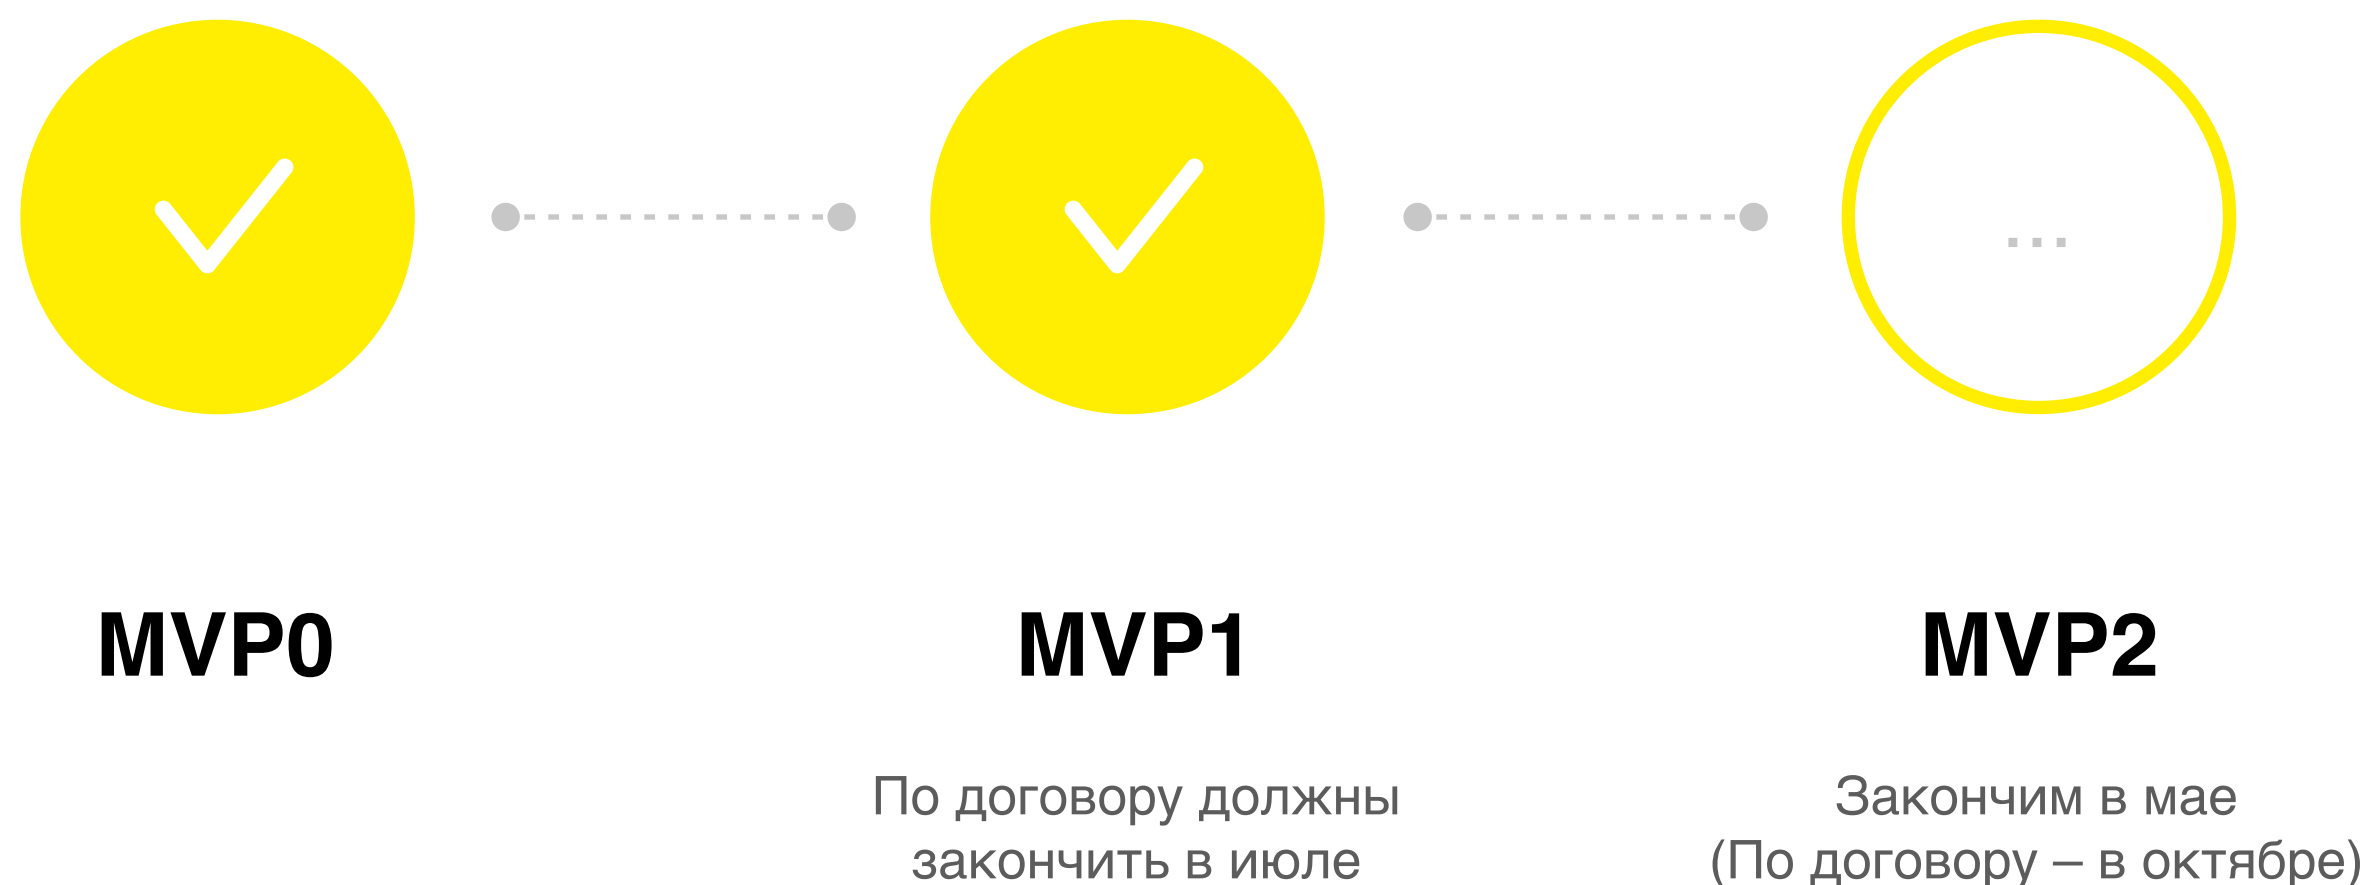 ...
MVP0
MVP1
MVP2
По договору должны
закончить в июле
Закончим в мае
(По договору – в октябре)